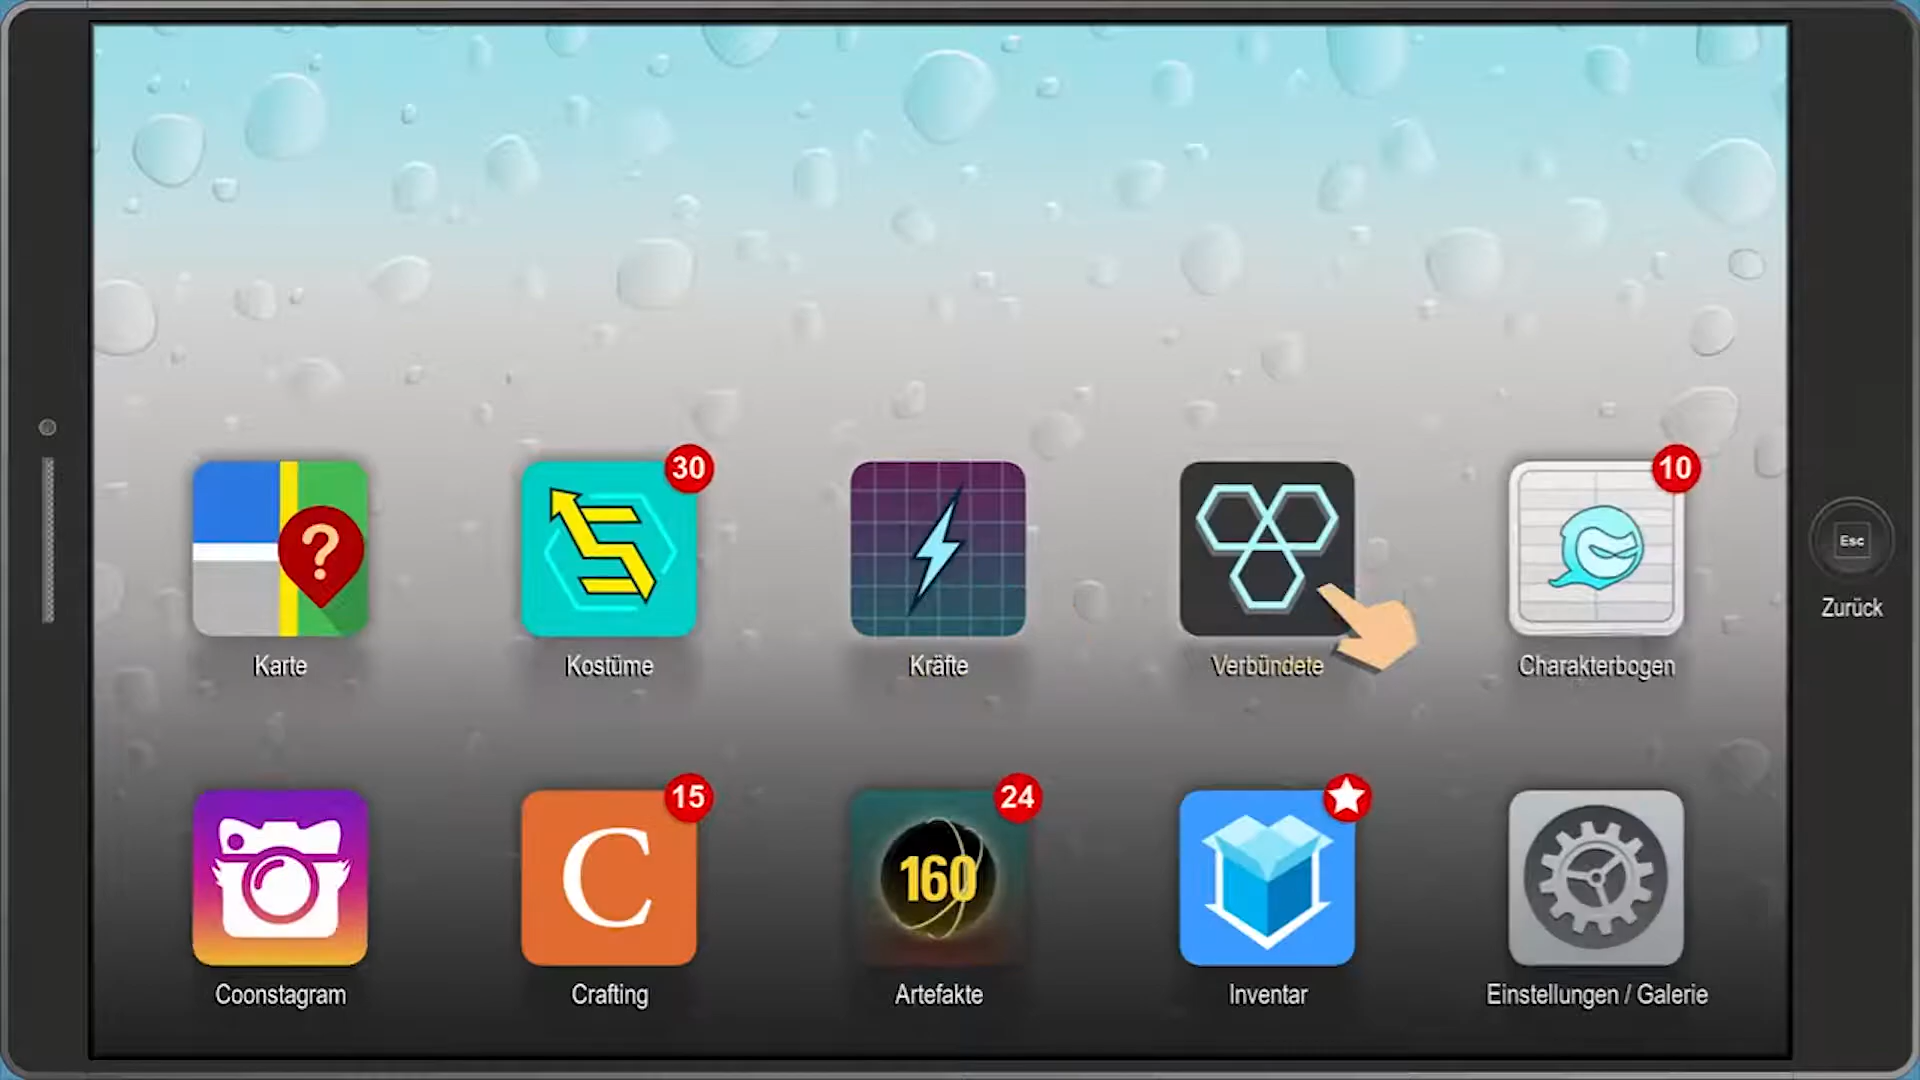 30
10
?
Esc
Karte
Kostüme
Kräfte
Verbündete
Charakterbogen
Zurück
15
24
C
160
Coonstagram
Crafting
Artefakte
Inventar
Einstellungen / Galerie